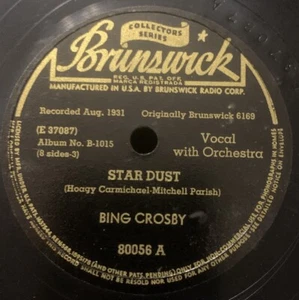 COLLECTORS
SERIES
Brunswick
REG. U.S. PAT. OFF.
MARCA REGISTRADA
MANUFACTURED IN U.S.A. BY BRUNSWICK RADIO CORP.
Recorded Aug. 1931 Originally Brunswick 6169
(E 37087)
Album No. B-1015
(8 sides-3)
Vocal
with Orchestra
STAR DUST
(Hoagy Carmichael-Mitchell Parish)
BING CROSBY
80056 A